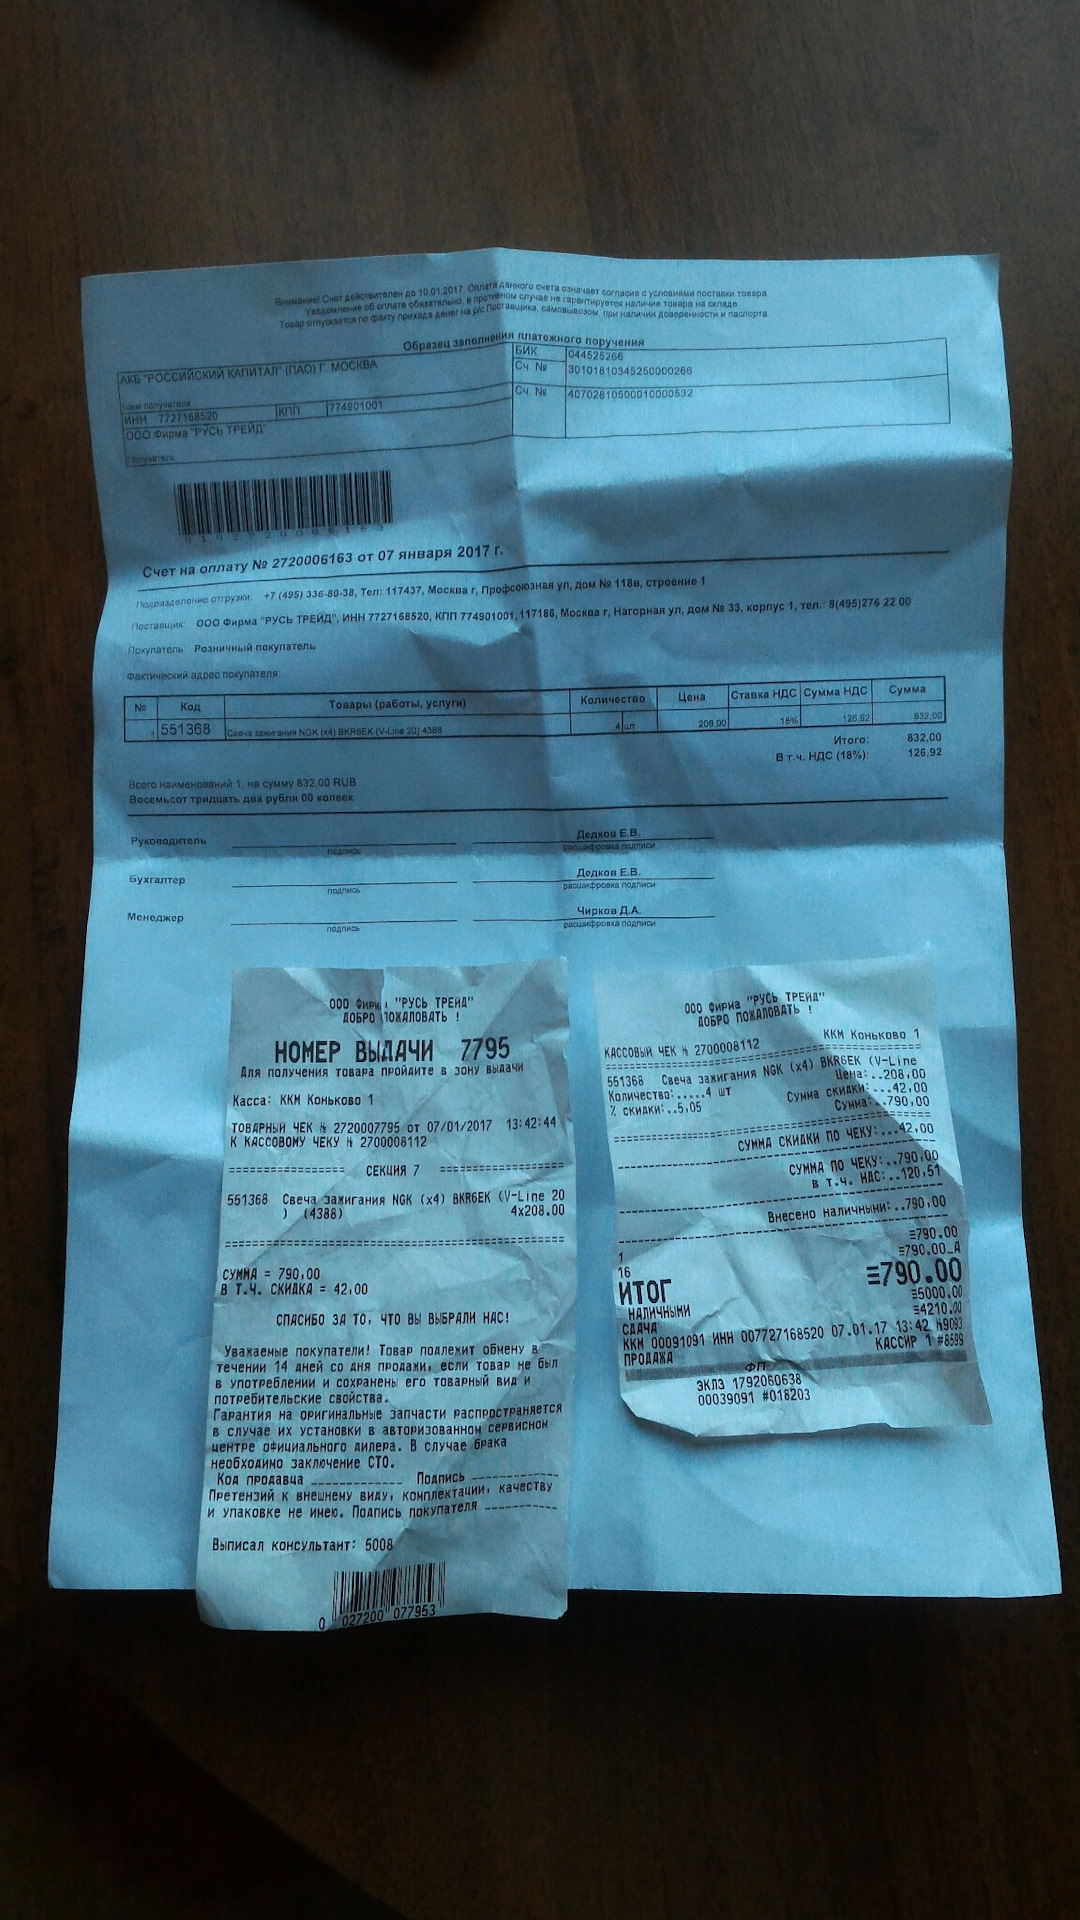 Внимание! Счет действителен до 10.01.2017 Оплата данного счета означает согласие с условиями поставки товара.
Уведомление об оплате обязательно, в противном случае не гарантируется наличие товара на складе.
Товар отпускается по факту прихода денег на р/с Поставщика, самовывозом, при наличии доверенности и паспорта.
Образец заполнения платежного поручения
АКБ "РОССИЙСКИЙ КАПИТАЛ" (ПАО) Г. МОСКВА
БИК 044525266
Сч. № 30101810345250000266
Банк получателя
ИНН 7727168520 КПП 774901001 Сч. № 40702810500010000532
ООО Фирма "РУСЬ ТРЕЙД"
Получатель
Счет на оплату № 2720006163 от 07 января 2017 г.
Подразделение отгрузки: +7 (495) 336-80-38, Тел: 117437, Москва г, Профсоюзная ул, дом № 118в, строение 1
Поставщик: ООО Фирма "РУСЬ ТРЕЙД", ИНН 7727168520, КПП 774901001, 117186, Москва г, Нагорная ул, дом № 33, корпус 1, тел.: 8(495)276 22 00
Покупатель Розничный покупатель
Фактический адрес покупателя:
№ Код Товары (работы, услуги) Количество Цена Ставка НДС Сумма НДС Сумма
1 551368 Свеча зажигания NGK (x4) BKR6EK (V-Line 20) 4388 4 шт 208,00 18% 126,92 832,00
Итого: 832,00
В т.ч. НДС (18%): 126,92
Всего наименований 1, на сумму 832,00 RUB
Восемьсот тридцать два рубля 00 копеек
Руководитель Дедков Е.В.
подпись расшифровка подписи
Бухгалтер Дедков Е.В.
подпись расшифровка подписи
Менеджер Чирков Д.А.
подпись расшифровка подписи
ООО Фирма "РУСЬ ТРЕЙД"
ДОБРО ПОЖАЛОВАТЬ !
НОМЕР ВЫДАЧИ 7795
Для получения товара пройдите в зону выдачи
Касса: ККМ Коньково 1
ТОВАРНЫЙ ЧЕК № 2720007795 от 07/01/2017 13:42:44
К КАССОВОМУ ЧЕКУ № 2700008112
================== СЕКЦИЯ 7 ==================
551368 Свеча зажигания NGK (x4) BKR6EK (V-Line 20
) (4388) 4x208.00
СУММА = 790,00
В Т.Ч. СКИДКА = 42,00
СПАСИБО ЗА ТО, ЧТО ВЫ ВЫБРАЛИ НАС!
Уважаемые покупатели! Товар подлежит обмену в
течении 14 дней со дня продажи, если товар не был
в употреблении и сохранены его товарный вид и
потребительские свойства.
Гарантия на оригинальные запчасти распространяется
в случае их установки в авторизованном сервисном
центре официального дилера. В случае брака
необходимо заключение СТО.
Код продавца ____________ Подпись ____________
Претензий к внешнему виду, комплектации, качеству
и упаковке не имею. Подпись покупателя __________
Выписал консультант: 5008
0 027200 077953
ООО Фирма "РУСЬ ТРЕЙД"
ДОБРО ПОЖАЛОВАТЬ !
ККМ Коньково 1
КАССОВЫЙ ЧЕК № 2700008112
551368 Свеча зажигания NGK (x4) BKR6EK (V-Line
Цена:..208,00
Количество:.....4 шт
Сумма скидки:...42,00
% скидки:..5,05
Сумма:..790,00
СУММА СКИДКИ ПО ЧЕКУ:...42,00
СУММА ПО ЧЕКУ:..790,00
в т.ч. НДС:..120,51
Внесено наличными:..790,00
1 ≡790.00
16 ≡790.00_А
ИТОГ ≡790.00
НАЛИЧНЫМИ ≡5000.00
СДАЧА ≡4210.00
ККМ 00091091 ИНН 007727168520 07.01.17 13:42 №9093
ПРОДАЖА КАССИР 1 #8599
ФП
ЭКЛЗ 1792060638
00039091 #018203